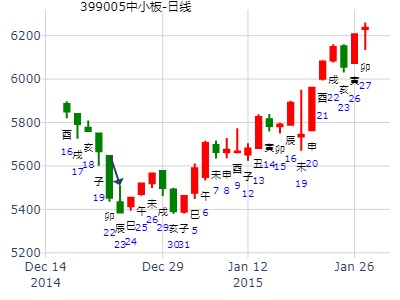 399005中小板-日线
6200
6000
5800
5600
5400
5200
酉
16
戌
17
亥
18
子
19
卯
22
辰
23
巳
24
午
25
未
26
戌
29
亥
30
子
31
巳
5
午
6
未
7
申
8
酉
9
子
12
丑
13
寅
14
卯
15
辰
16
未
19
申
20
酉
21
戌
22
亥
23
寅
26
卯
27
Dec 14
2014
Dec 29
Jan 12
2015
Jan 26